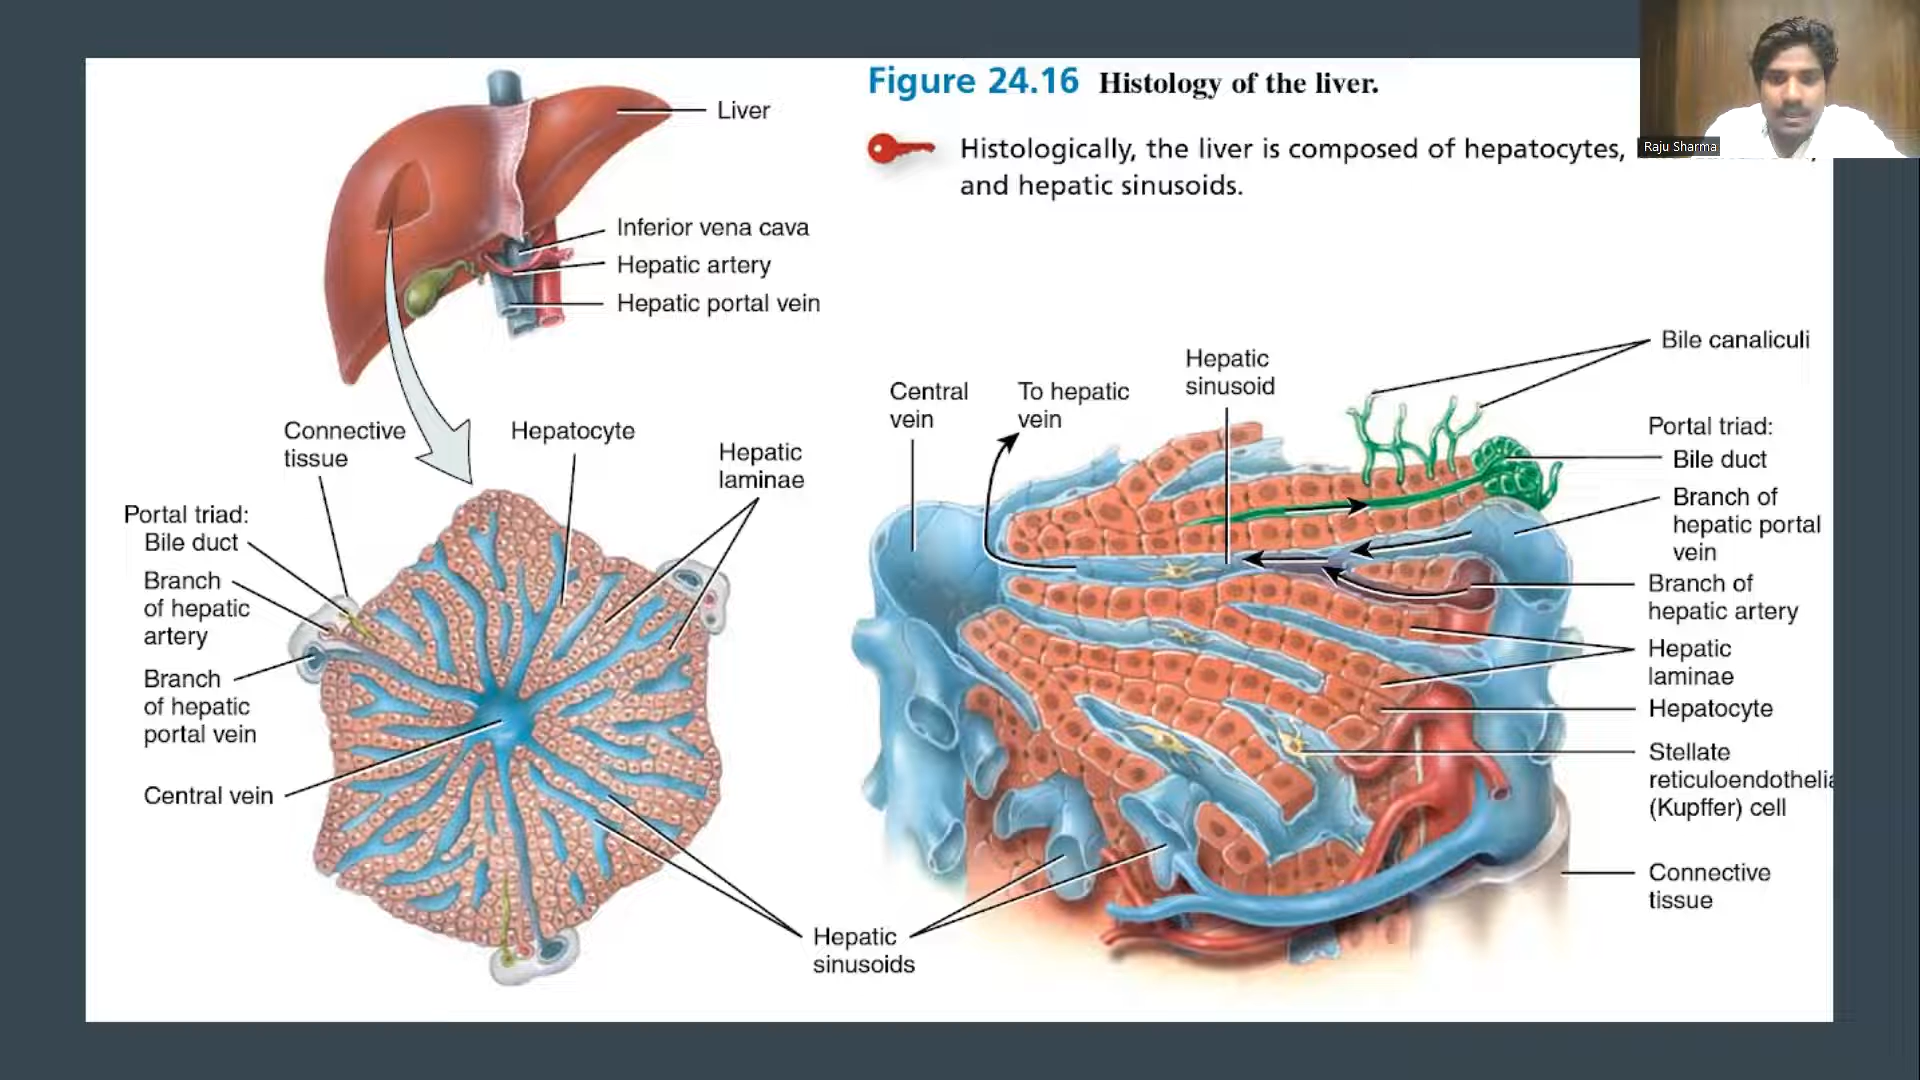 Figure 24.16 Histology of the liver.
Histologically, the liver is composed of hepatocytes,
and hepatic sinusoids.
Raju Sharma
Liver
Inferior vena cava
Hepatic artery
Hepatic portal vein
Connective
tissue
Hepatocyte
Hepatic
laminae
Portal triad:
Bile duct
Branch
of hepatic
artery
Branch
of hepatic
portal vein
Central vein
Hepatic
sinusoids
Central
vein
To hepatic
vein
Hepatic
sinusoid
Bile canaliculi
Portal triad:
Bile duct
Branch of
hepatic portal
vein
Branch of
hepatic artery
Hepatic
laminae
Hepatocyte
Stellate
reticuloendothelia
(Kupffer) cell
Connective
tissue